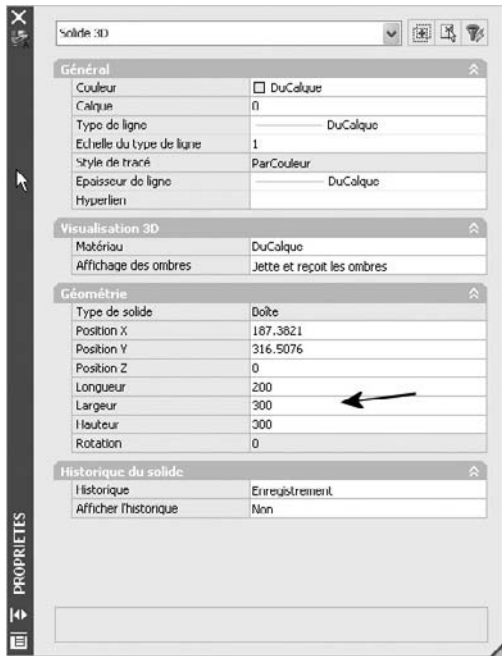 Solide 3D
Général
Couleur DuCalque
Calque 0
Type de ligne DuCalque
Echelle du type de ligne 1
Style de tracé ParCouleur
Epaisseur de ligne DuCalque
Hyperlien
Visualisation 3D
Matériau DuCalque
Affichage des ombres Jette et reçoit les ombres
Géométrie
Type de solide Boîte
Position X 187.3821
Position Y 316.5076
Position Z 0
Longueur 200
Largeur 300
Hauteur 300
Rotation 0
Historique du solide
Historique Enregistrement
Afficher l'historique Non
PROPRIETES